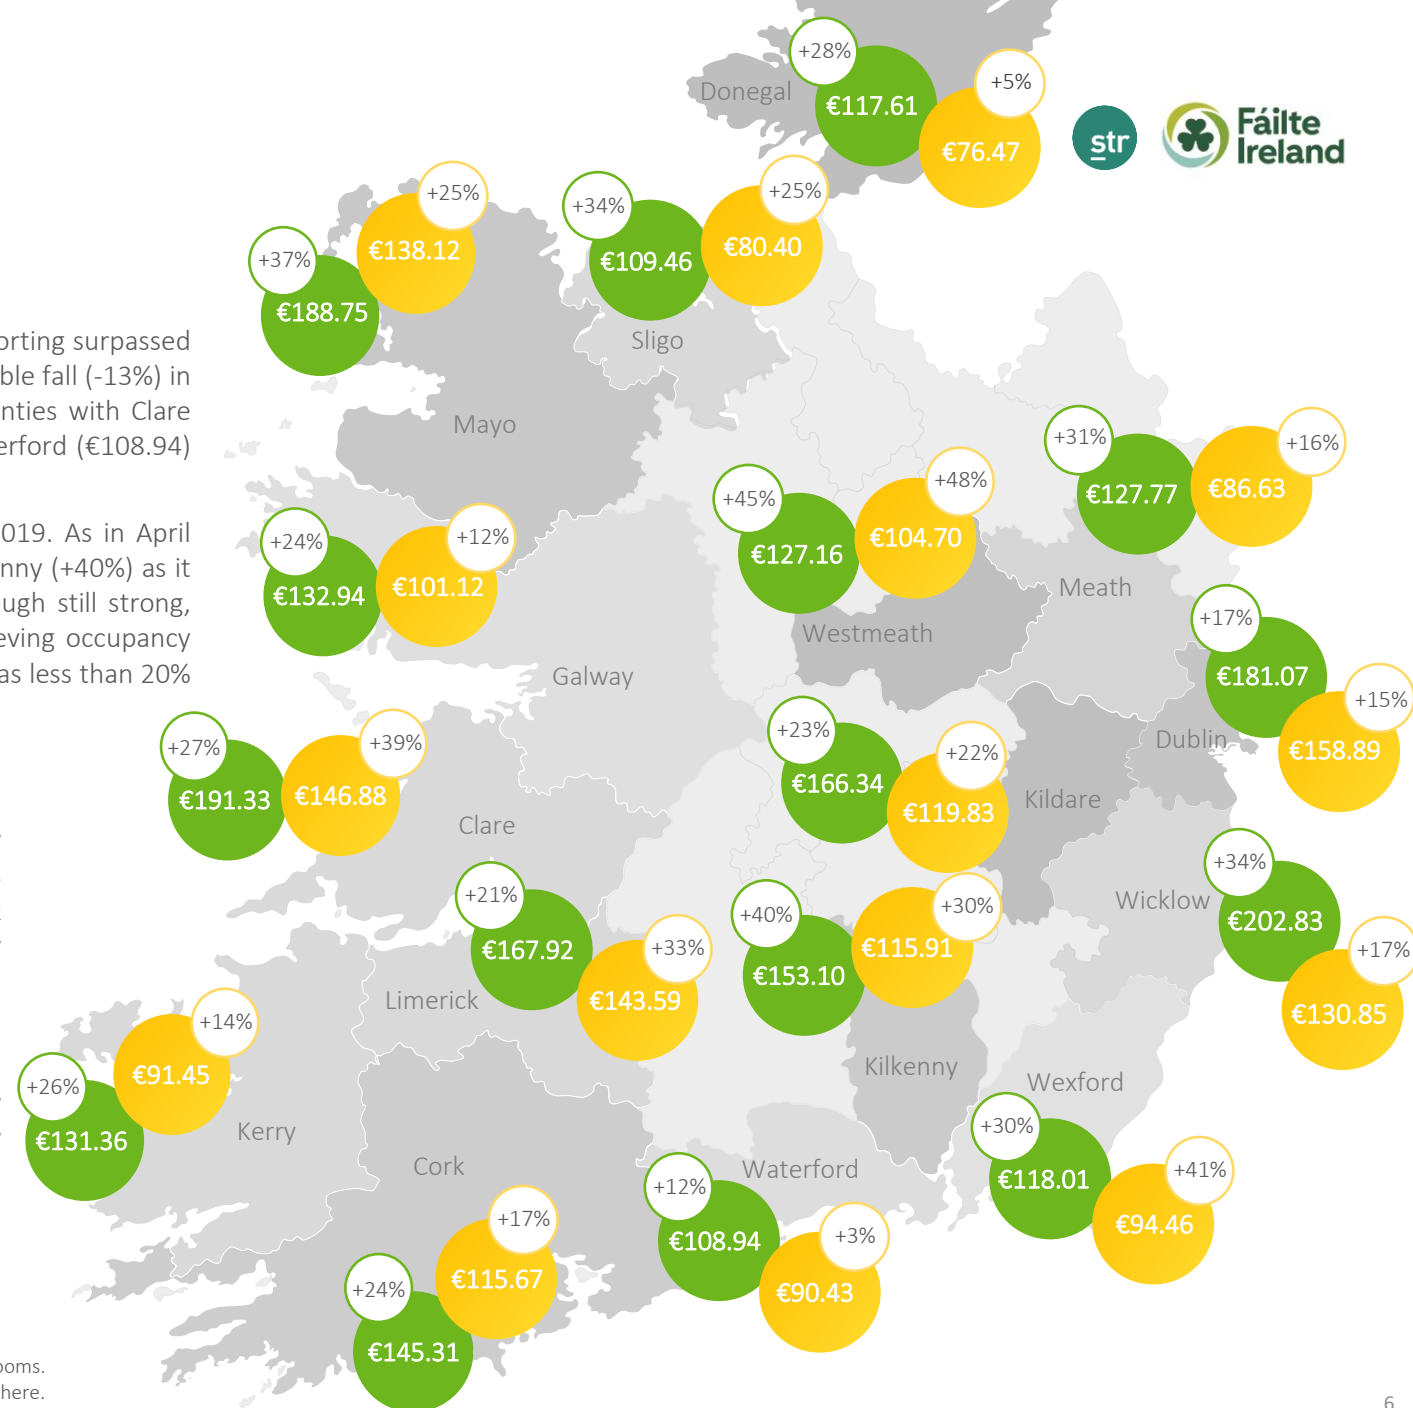 +28%
Donegal
€117.61
+5%
€76.47
str
Fáilte
Ireland
+25%
€138.12
+37%
€188.75
+34%
€109.46
+25%
€80.40
Sligo
Mayo
orting surpassed
ble fall (-13%) in
nties with Clare
erford (€108.94)
019. As in April
nny (+40%) as it
ugh still strong,
eving occupancy
as less than 20%
+24%
€132.94
+12%
€101.12
Galway
+45%
€127.16
+48%
€104.70
Westmeath
+31%
€127.77
+16%
€86.63
Meath
+17%
€181.07
+15%
€158.89
Dublin
+27%
€191.33
+39%
€146.88
Clare
+23%
€166.34
+22%
€119.83
Kildare
+21%
€167.92
+33%
€143.59
Limerick
+40%
€153.10
+30%
€115.91
Kilkenny
+34%
€202.83
+17%
€130.85
Wicklow
+14%
€91.45
+26%
€131.36
Kerry
Cork
+17%
€115.67
+24%
€145.31
Waterford
+12%
€108.94
+3%
€90.43
Wexford
+30%
€118.01
+41%
€94.46
ooms.
here.
6